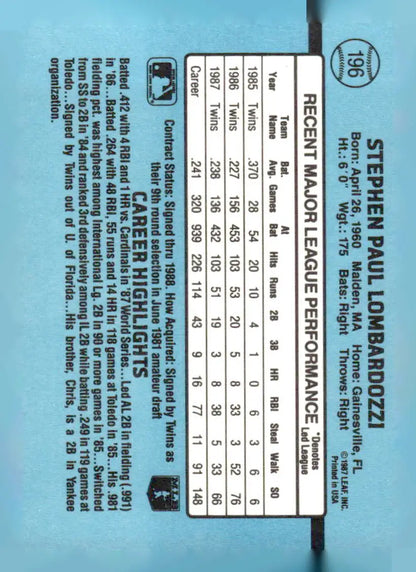 196
STEPHEN PAUL LOMBARDOZZI
Born: April 26, 1960 Malden, MA Home: Gainesville, FL
Ht.: 6' 0" Wgt.: 175 Bats: Right Throws: Right
©1987 LEAF, INC.
Printed in USA
RECENT MAJOR LEAGUE PERFORMANCE *Denotes Led League
Year Team Name Bat. Avg. Games At Bat Hits Runs 2B 3B HR RBI Steal Walk SO
1985 Twins .370 28 54 20 10 4 1 0 6 3 6 6
1986 Twins .227 156 453 103 53 20 5 8 33 3 52 76
1987 Twins .238 136 432 103 51 19 3 8 38 5 33 66
Career .241 320 939 226 114 43 9 16 77 11 91 148
Contract Status: Signed thru 1988. How Acquired: Signed by Twins as
their 9th round selection in June 1981 amateur draft
CAREER HIGHLIGHTS
MLB
Batted .412 with 4 RBI and 1 HR vs. Cardinals in '87 World Series...Led AL 2B in fielding (.991)
in '86...Batted .264 with 48 RBI, 55 runs and 14 HR in 118 games at Toledo in '85...His .981
fielding pct. was highest among International Lg. 2B in 90 or more games in '85...Switched
from SS to 2B in '84 and ranked 3rd defensively among IL 2B while batting .249 in 119 games at
Toledo...Signed by Twins out of U. of Florida...His brother, Chris, is a 2B in Yankee
organization.